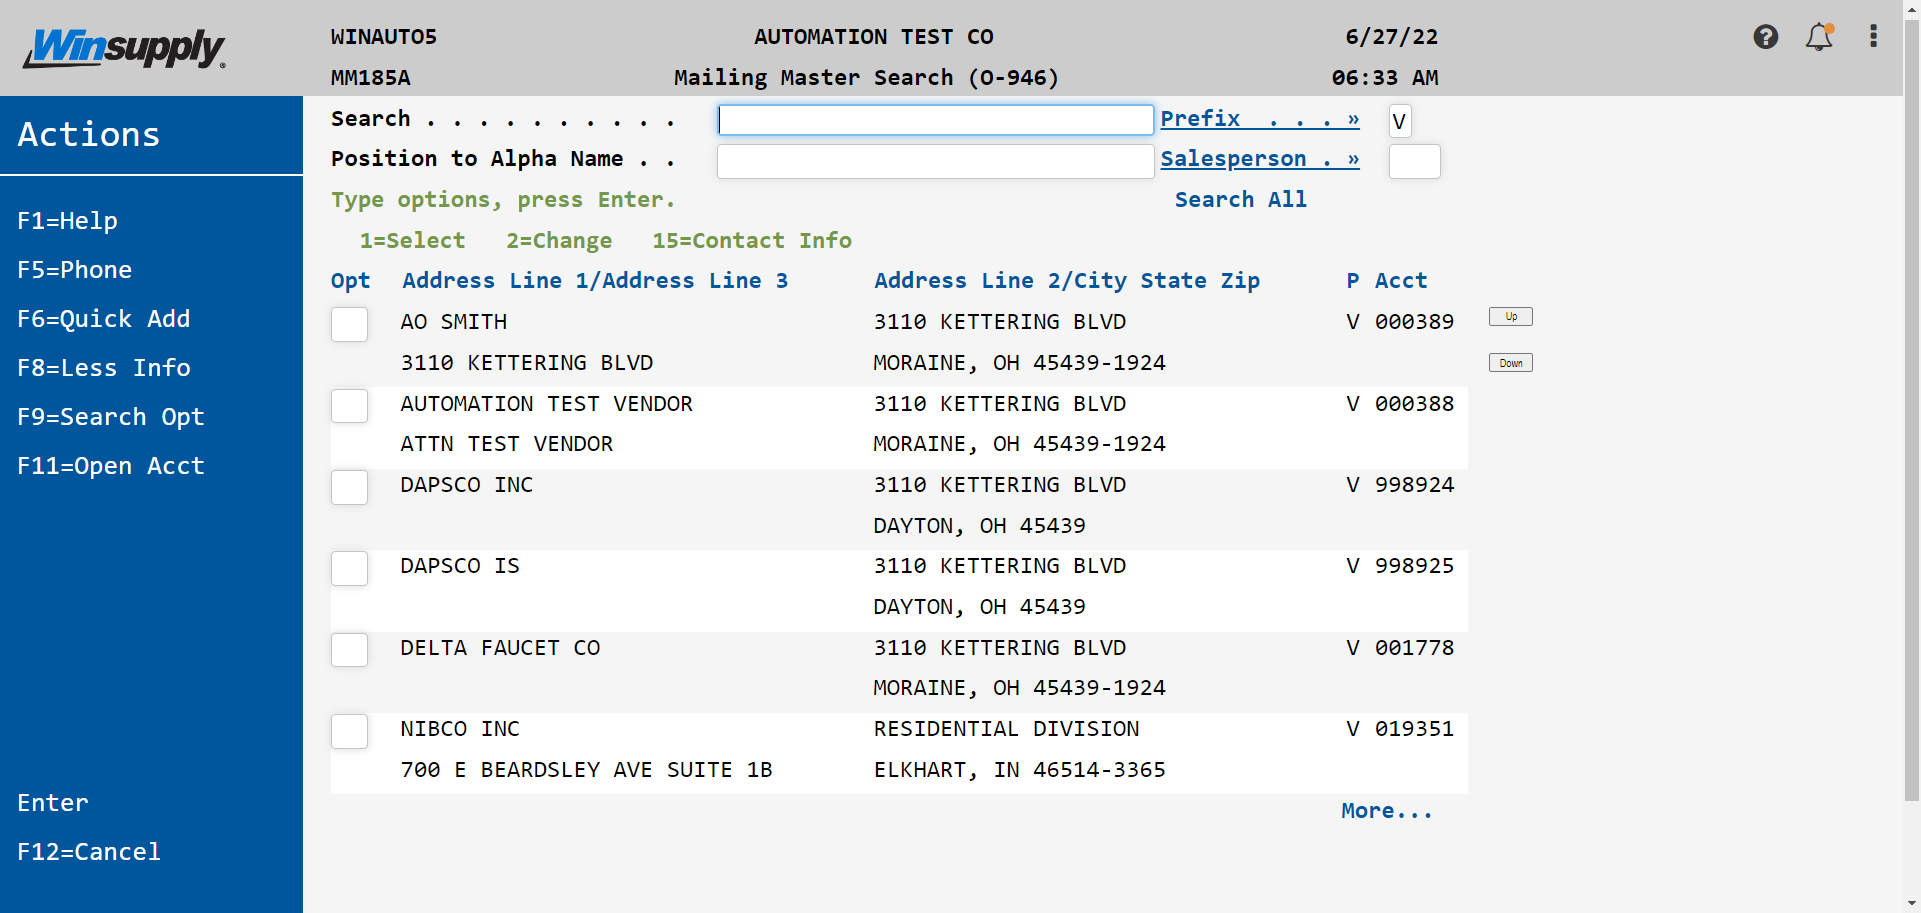 Winsupply®
WINAUTO5 AUTOMATION TEST CO 6/27/22
MM185A Mailing Master Search (O-946) 06:33 AM
Actions
F1=Help
F5=Phone
F6=Quick Add
F8=Less Info
F9=Search Opt
F11=Open Acct
Enter
F12=Cancel
Search . . . . . . . . . . Prefix . . . » V
Position to Alpha Name . . Salesperson . »
Type options, press Enter. Search All
1=Select 2=Change 15=Contact Info
Opt Address Line 1/Address Line 3 Address Line 2/City State Zip P Acct
AO SMITH 3110 KETTERING BLVD V 000389 Up
3110 KETTERING BLVD MORAINE, OH 45439-1924 Down
AUTOMATION TEST VENDOR 3110 KETTERING BLVD V 000388
ATTN TEST VENDOR MORAINE, OH 45439-1924
DAPSCO INC 3110 KETTERING BLVD V 998924
DAYTON, OH 45439
DAPSCO IS 3110 KETTERING BLVD V 998925
DAYTON, OH 45439
DELTA FAUCET CO 3110 KETTERING BLVD V 001778
MORAINE, OH 45439-1924
NIBCO INC RESIDENTIAL DIVISION V 019351
700 E BEARDSLEY AVE SUITE 1B ELKHART, IN 46514-3365
More...